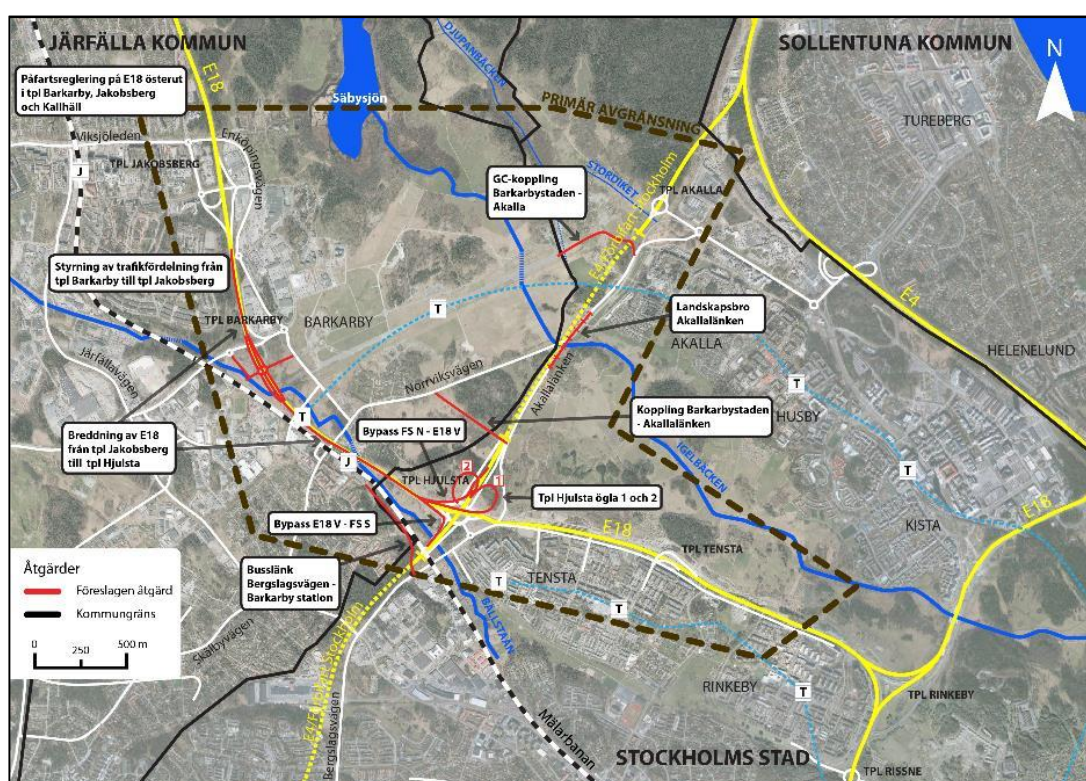 JÄRFÄLLA KOMMUN
SOLLENTUNA KOMMUN
N
E18
DJUPANBÄCKEN
Påfartsreglering på E18 österut
i tpl Barkarby, Jakobsberg
och Kallhäll
Säbysjön
PRIMÄR AVGRÄNSNING
TUREBERG
Viksjöleden
Enköpingsvägen
TPL JAKOBSBERG
J
STORDIKET
GC-koppling
Barkarbystaden -
Akalla
TPL AKALLA
E4/Förbifart Stockholm
Styrning av trafikfördelning från
tpl Barkarby till tpl Jakobsberg
E4
T
Landskapsbro
Akallalänken
TPL BARKARBY
BARKARBY
AKALLA
HELENELUND
Järfällavägen
Norrviksvägen
Akallalänken
T
Koppling Barkarbystaden
- Akallalänken
HUSBY
T
Breddning av E18
från tpl Jakobsberg
till tpl Hjulsta
Bypass FS N - E18 V
T
J
TPL HJULSTA
2
1
Tpl Hjulsta ögla 1 och 2
IGELBÄCKEN
E18
KISTA
Bypass E18 V - FS S
E18
TPL TENSTA
Åtgärder
Föreslagen åtgärd
Kommungräns
0
250
500 m
Busslänk
Bergslagsvägen -
Barkarby station
T
TENSTA
T
BÄLLSTAÅN
Skälbyvägen
E4/Förbifart Stockholm
RINKEBY
T
TPL RINKEBY
Bergslagsvägen
Mälarbanan
STOCKHOLMS STAD
TPL RISSNE